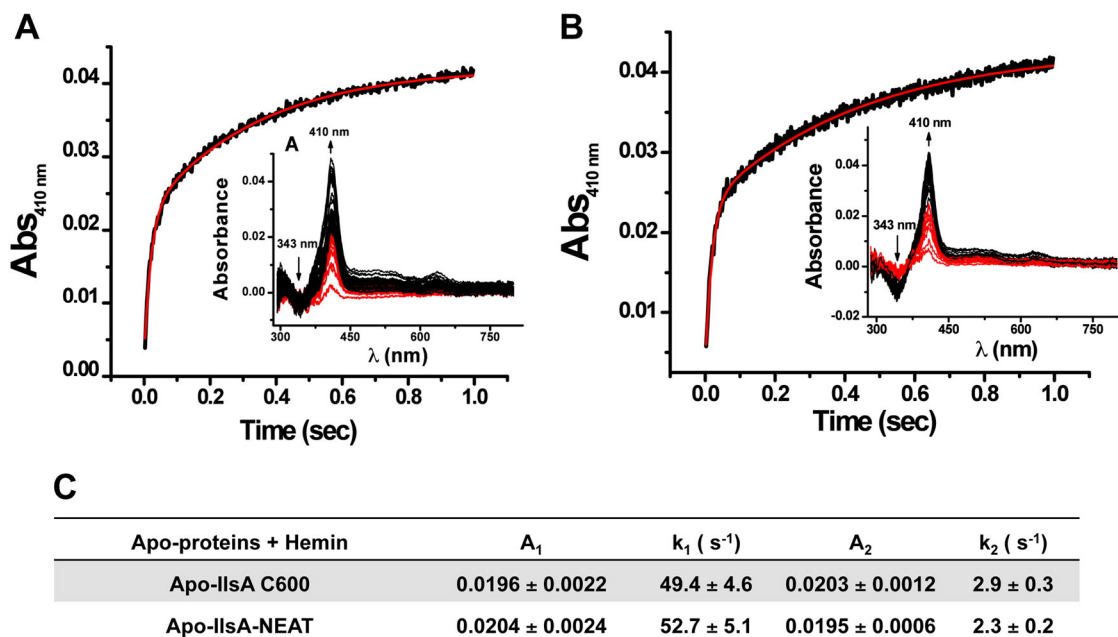 A
B
Abs410 nm
0.04
0.03
0.02
0.01
0.00
0.0 0.2 0.4 0.6 0.8 1.0
Time (sec)
A
410 nm
343 nm
Absorbance
0.04
0.02
0.00
300 450 600 750
λ (nm)
Abs410 nm
0.04
0.03
0.02
0.01
0.0 0.2 0.4 0.6 0.8 1.0
Time (sec)
410 nm
343 nm
Absorbance
0.04
0.02
0.00
-0.02
300 450 600 750
λ (nm)
C
Apo-proteins + Hemin A1 k1 ( s-1) A2 k2 ( s-1)
Apo-IlsA C600 0.0196 ± 0.0022 49.4 ± 4.6 0.0203 ± 0.0012 2.9 ± 0.3
Apo-IlsA-NEAT 0.0204 ± 0.0024 52.7 ± 5.1 0.0195 ± 0.0006 2.3 ± 0.2